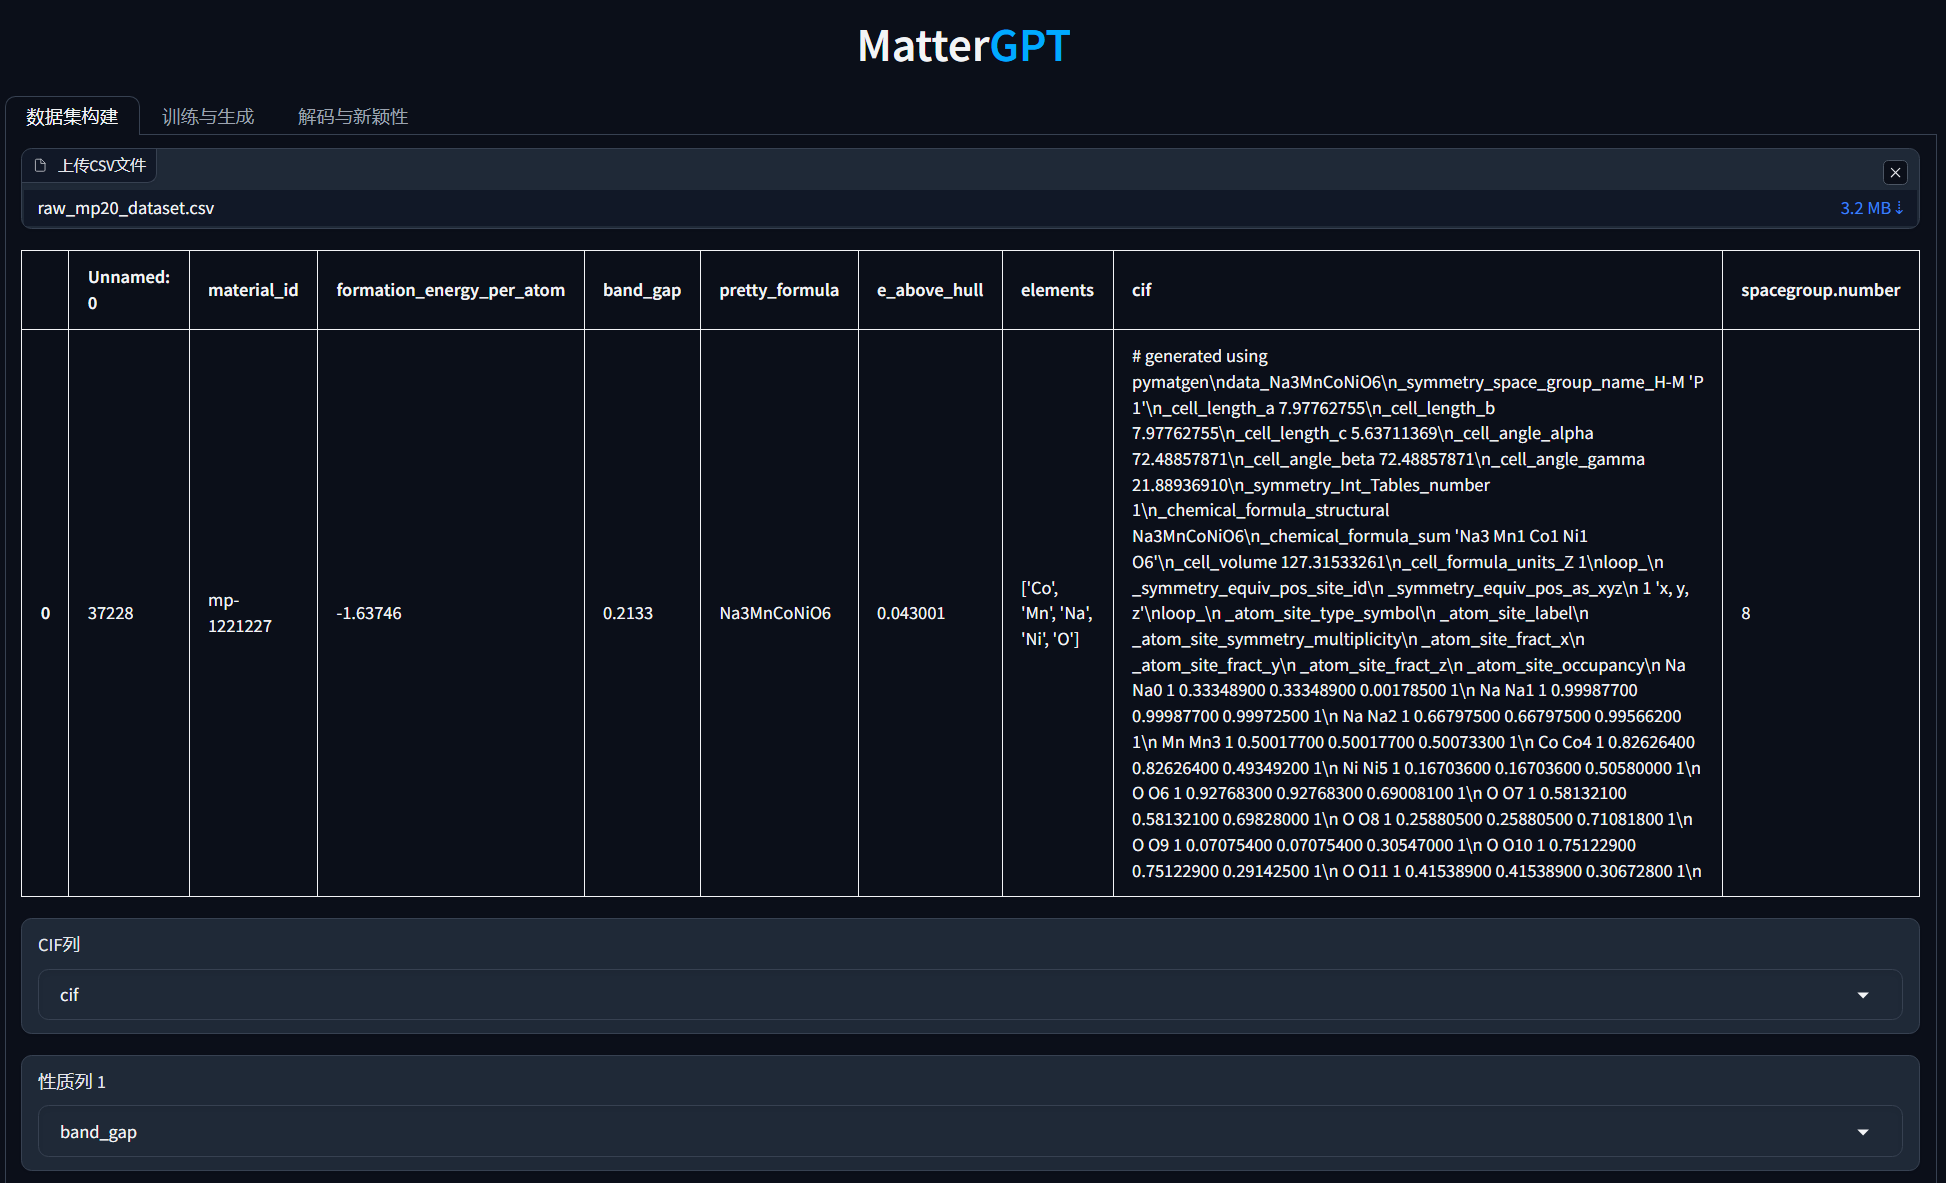 MatterGPT
数据集构建
训练与生成
解码与新颖性
上传CSV文件
raw_mp20_dataset.csv
3.2 MB ⇣
Unnamed:
0
material_id
formation_energy_per_atom
band_gap
pretty_formula
e_above_hull
elements
cif
spacegroup.number
0
37228
mp-
1221227
-1.63746
0.2133
Na3MnCoNiO6
0.043001
['Co',
'Mn', 'Na',
'Ni', 'O']
# generated using
pymatgen\ndata_Na3MnCoNiO6\n_symmetry_space_group_name_H-M 'P
1'\n_cell_length_a 7.97762755\n_cell_length_b
7.97762755\n_cell_length_c 5.63711369\n_cell_angle_alpha
72.48857871\n_cell_angle_beta 72.48857871\n_cell_angle_gamma
21.88936910\n_symmetry_Int_Tables_number
1\n_chemical_formula_structural
Na3MnCoNiO6\n_chemical_formula_sum 'Na3 Mn1 Co1 Ni1
O6'\n_cell_volume 127.31533261\n_cell_formula_units_Z 1\nloop_\n
_symmetry_equiv_pos_site_id\n _symmetry_equiv_pos_as_xyz\n 1 'x, y,
z'\nloop_\n _atom_site_type_symbol\n _atom_site_label\n
_atom_site_symmetry_multiplicity\n _atom_site_fract_x\n
_atom_site_fract_y\n _atom_site_fract_z\n _atom_site_occupancy\n Na
Na0 1 0.33348900 0.33348900 0.00178500 1\n Na Na1 1 0.99987700
0.99987700 0.99972500 1\n Na Na2 1 0.66797500 0.66797500 0.99566200
1\n Mn Mn3 1 0.50017700 0.50017700 0.50073300 1\n Co Co4 1 0.82626400
0.82626400 0.49349200 1\n Ni Ni5 1 0.16703600 0.16703600 0.50580000 1\n
O O6 1 0.92768300 0.92768300 0.69008100 1\n O O7 1 0.58132100
0.58132100 0.69828000 1\n O O8 1 0.25880500 0.25880500 0.71081800 1\n
O O9 1 0.07075400 0.07075400 0.30547000 1\n O O10 1 0.75122900
0.75122900 0.29142500 1\n O O11 1 0.41538900 0.41538900 0.30672800 1\n
8
CIF列
cif
性质列 1
band_gap